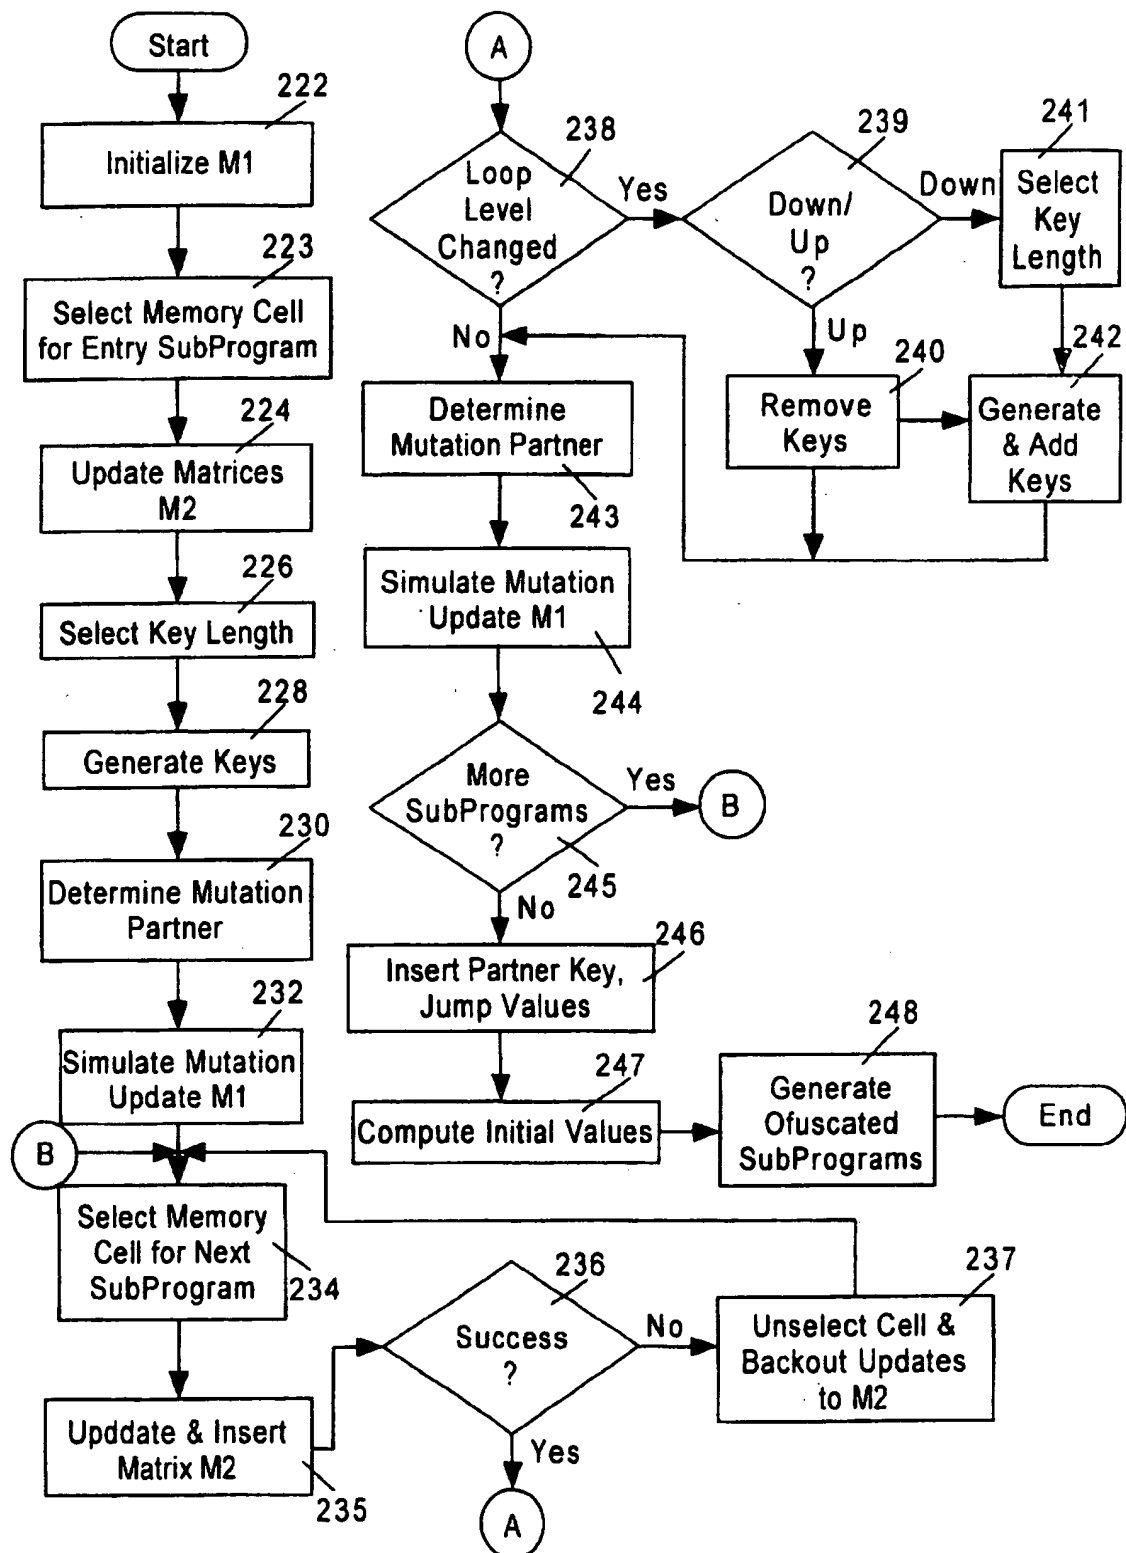 Start
222
Initialize M1
223
Select Memory Cell
for Entry SubProgram
224
Update Matrices
M2
226
Select Key Length
228
Generate Keys
230
Determine Mutation
Partner
232
Simulate Mutation
Update M1
B
Select Memory
Cell for Next
SubProgram
234
Upddate & Insert
Matrix M2
235
236
Success
?
No
Yes
A
237
Unselect Cell &
Backout Updates
to M2
A
238
Loop
Level
Changed
?
Yes
No
239
Down/
Up
?
Down
Up
241
Select
Key
Length
240
Remove
Keys
242
Generate
& Add
Keys
Determine
Mutation Partner
243
Simulate Mutation
Update M1
244
More
SubPrograms
?
245
Yes
B
No
246
Insert Partner Key,
Jump Values
247
Compute Initial Values
248
Generate
Ofuscated
SubPrograms
End